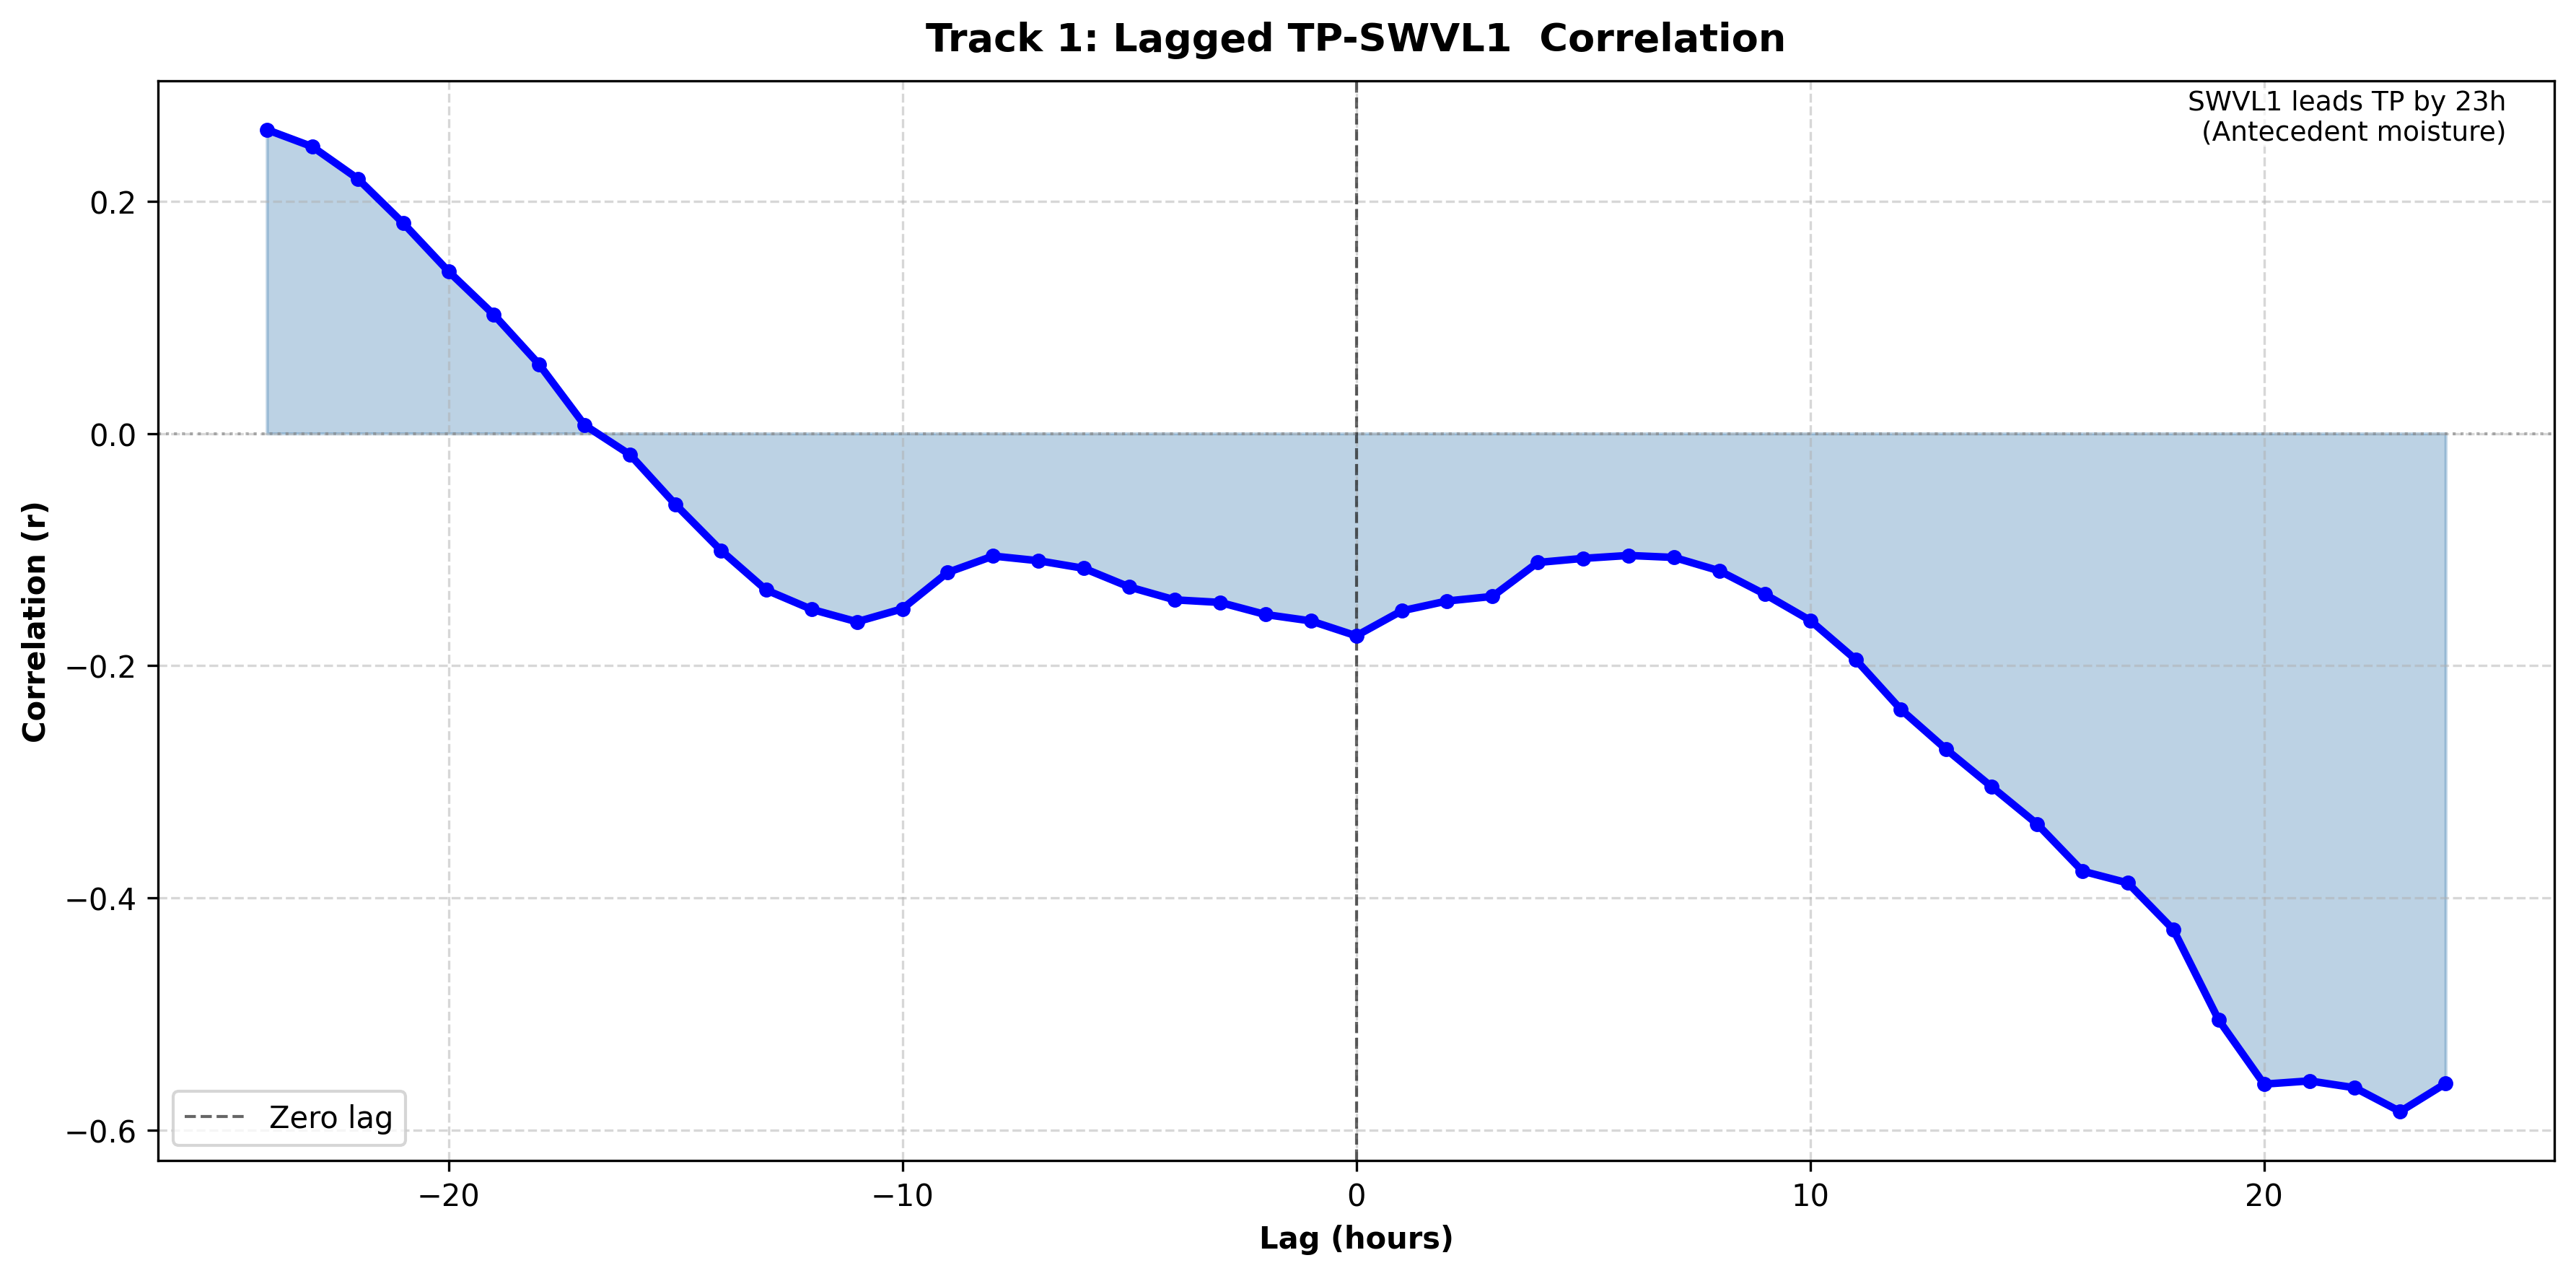 Track 1: Lagged TP-SWVL1  Correlation
SWVL1 leads TP by 23h
(Antecedent moisture)
Correlation (r)
0.2
0.0
−0.2
−0.4
−0.6
Zero lag
−20
−10
0
10
20
Lag (hours)